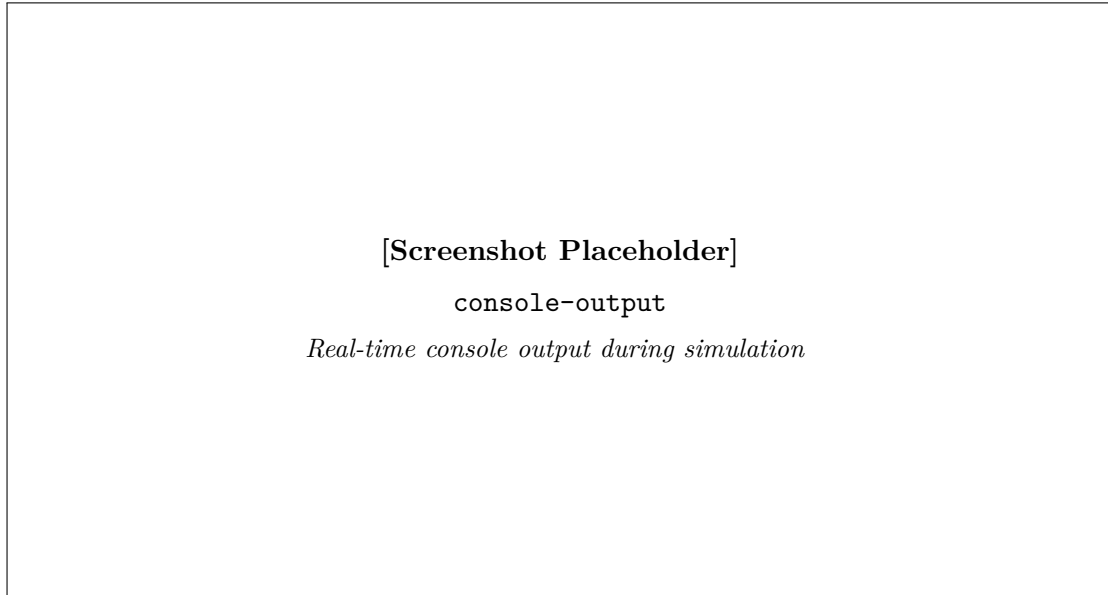 [Screenshot Placeholder]
console-output
Real-time console output during simulation